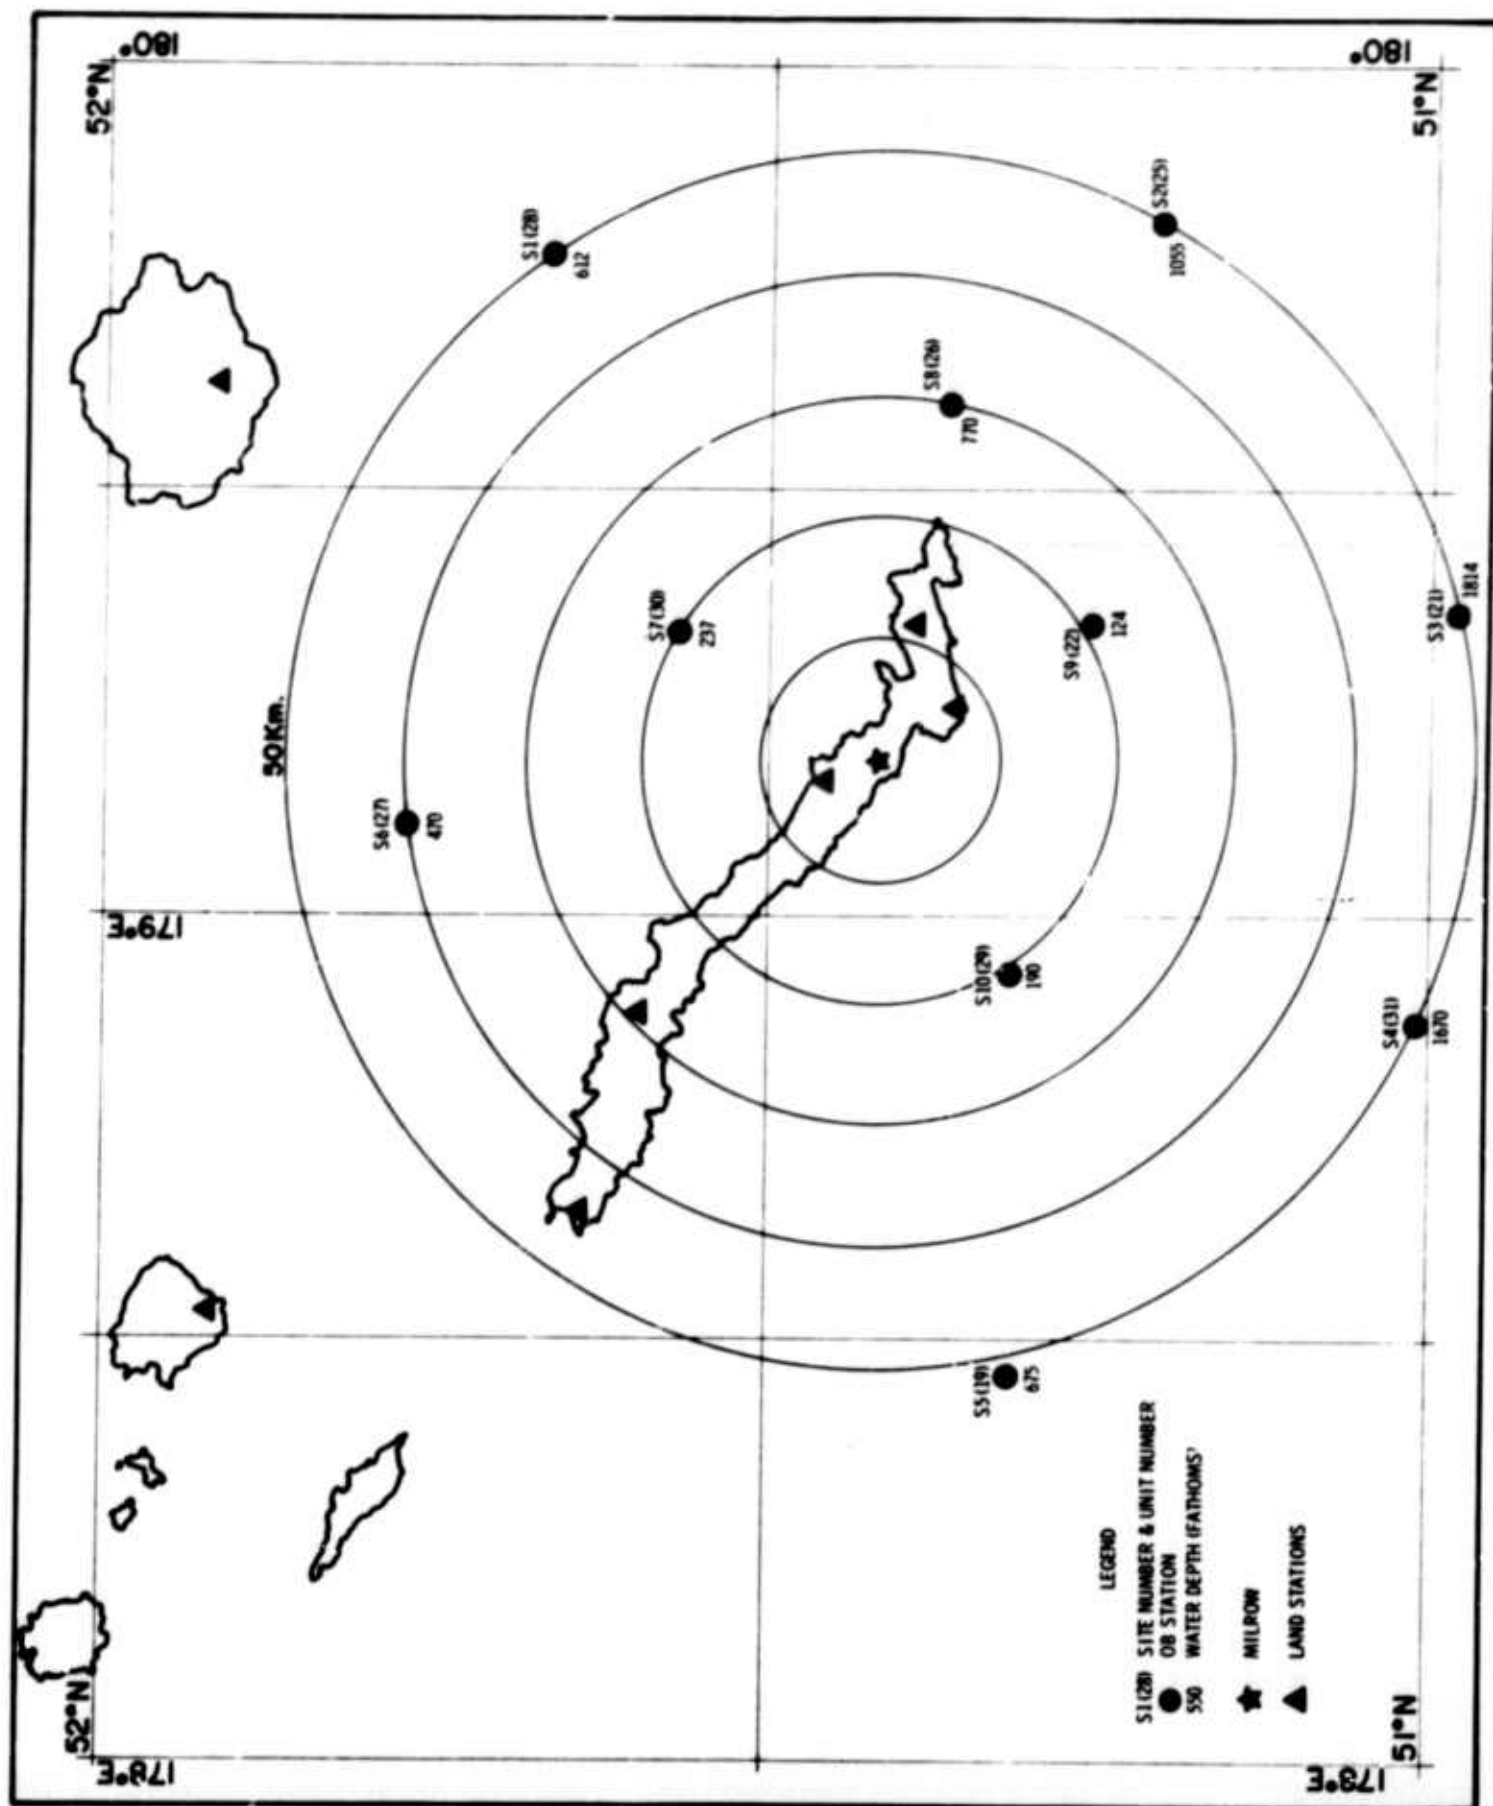 52°N
52°N
178°E
179°E
180°
50Km.
S6(27)
470
S1(28)
612
S7(30)
237
S8(26)
770
S5(19)
675
S10(29)
190
S9(22)
124
S2(25)
1055
LEGEND
S1(28) SITE NUMBER & UNIT NUMBER
OB STATION
550 WATER DEPTH (FATHOMS)
MILROW
LAND STATIONS
S4(31)
1670
S3(21)
1814
51°N
51°N
173°E
180°